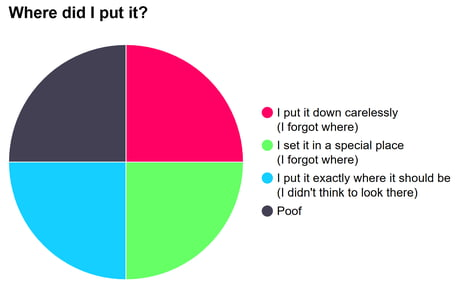 Where did I put it?
I put it down carelessly
(I forgot where)
I set it in a special place
(I forgot where)
I put it exactly where it should be
(I didn't think to look there)
Poof